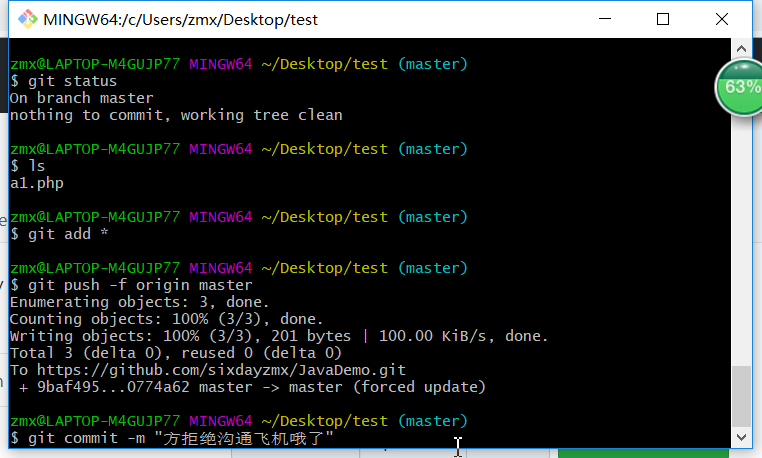 MINGW64:/c/Users/zmx/Desktop/test
zmx@LAPTOP-M4GUJP77 MINGW64 ~/Desktop/test (master)
$ git status
On branch master
nothing to commit, working tree clean
zmx@LAPTOP-M4GUJP77 MINGW64 ~/Desktop/test (master)
$ ls
a1.php
zmx@LAPTOP-M4GUJP77 MINGW64 ~/Desktop/test (master)
$ git add *
zmx@LAPTOP-M4GUJP77 MINGW64 ~/Desktop/test (master)
$ git push -f origin master
Enumerating objects: 3, done.
Counting objects: 100% (3/3), done.
Writing objects: 100% (3/3), 201 bytes | 100.00 KiB/s, done.
Total 3 (delta 0), reused 0 (delta 0)
To https://github.com/sixdayzmx/JavaDemo.git
 + 9baf495...0774a62 master -> master (forced update)
zmx@LAPTOP-M4GUJP77 MINGW64 ~/Desktop/test (master)
$ git commit -m "方拒绝沟通飞机哦了"
63%